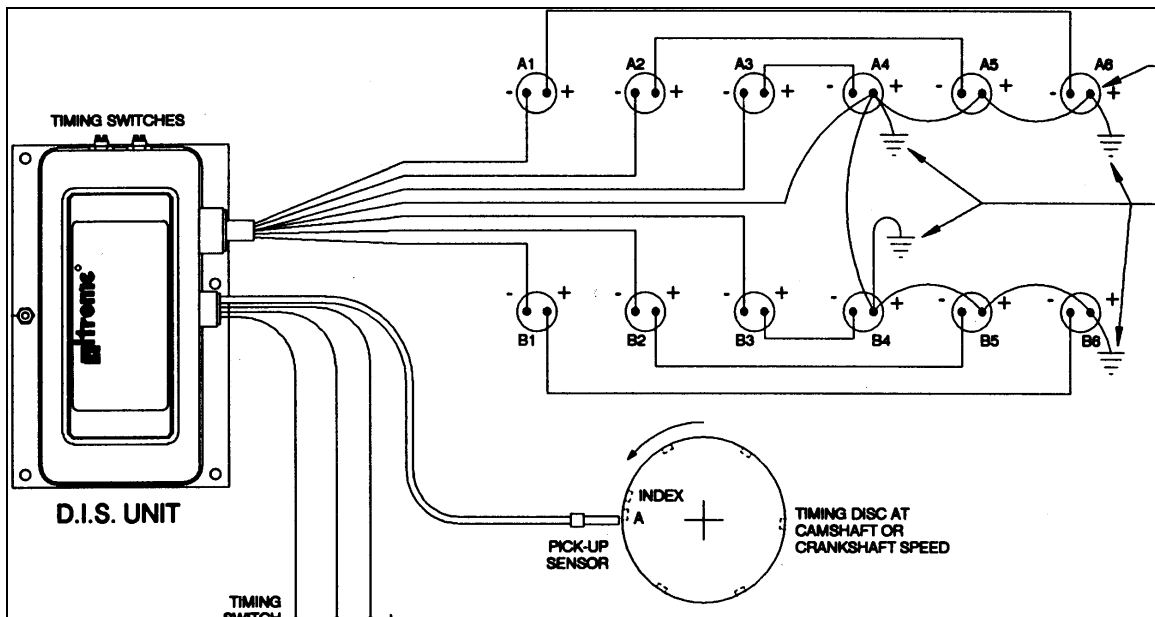 A1 A2 A3 A4 A5 A6
- + - + - + - + - + - +
TIMING SWITCHES
- + - + - + - + - + - +
B1 B2 B3 B4 B5 B6
D.I.S. UNIT
INDEX
A
PICK-UP
SENSOR
TIMING DISC AT
CAMSHAFT OR
CRANKSHAFT SPEED
TIMING
SWITCH